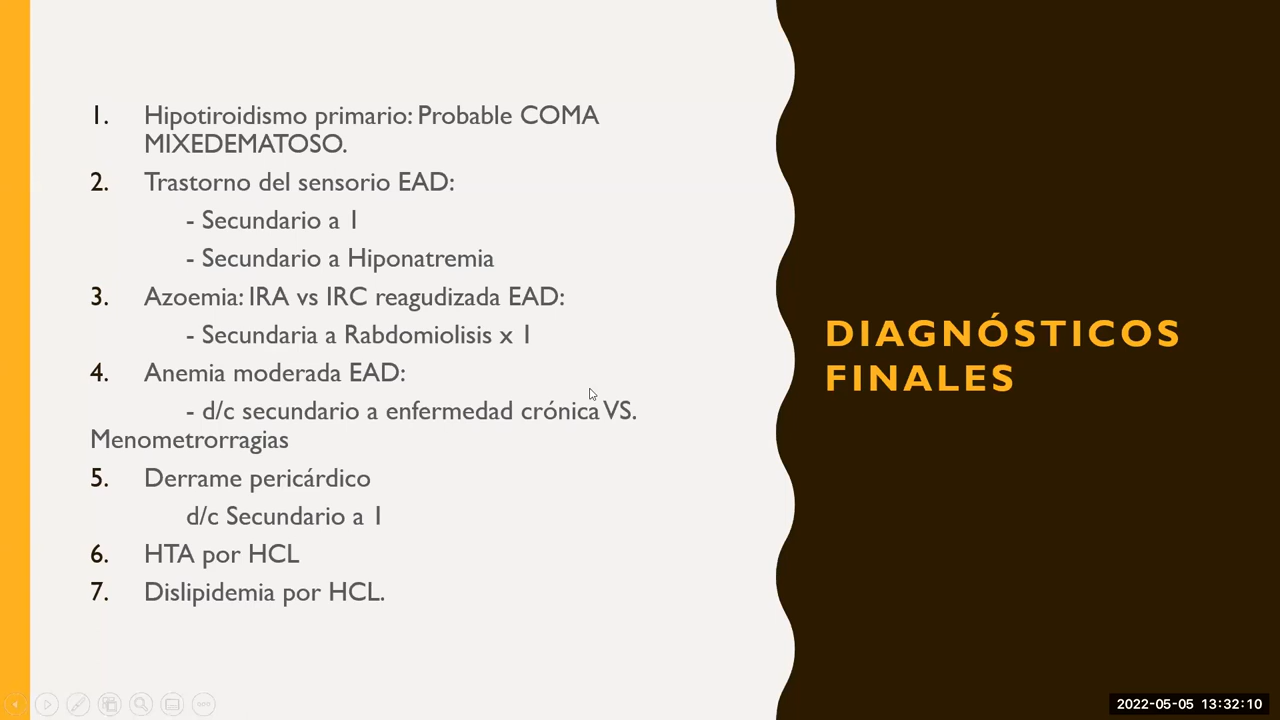 1. Hipotiroidismo primario: Probable COMA
MIXEDEMATOSO.
2. Trastorno del sensorio EAD:
- Secundario a 1
- Secundario a Hiponatremia
3. Azoemia: IRA vs IRC reagudizada EAD:
- Secundaria a Rabdomiolisis x 1
4. Anemia moderada EAD:
- d/c secundario a enfermedad crónica VS.
Menometrorragias
5. Derrame pericárdico
d/c Secundario a 1
6. HTA por HCL
7. Dislipidemia por HCL.
DIAGNÓSTICOS
FINALES
2022-05-05 13:32:10